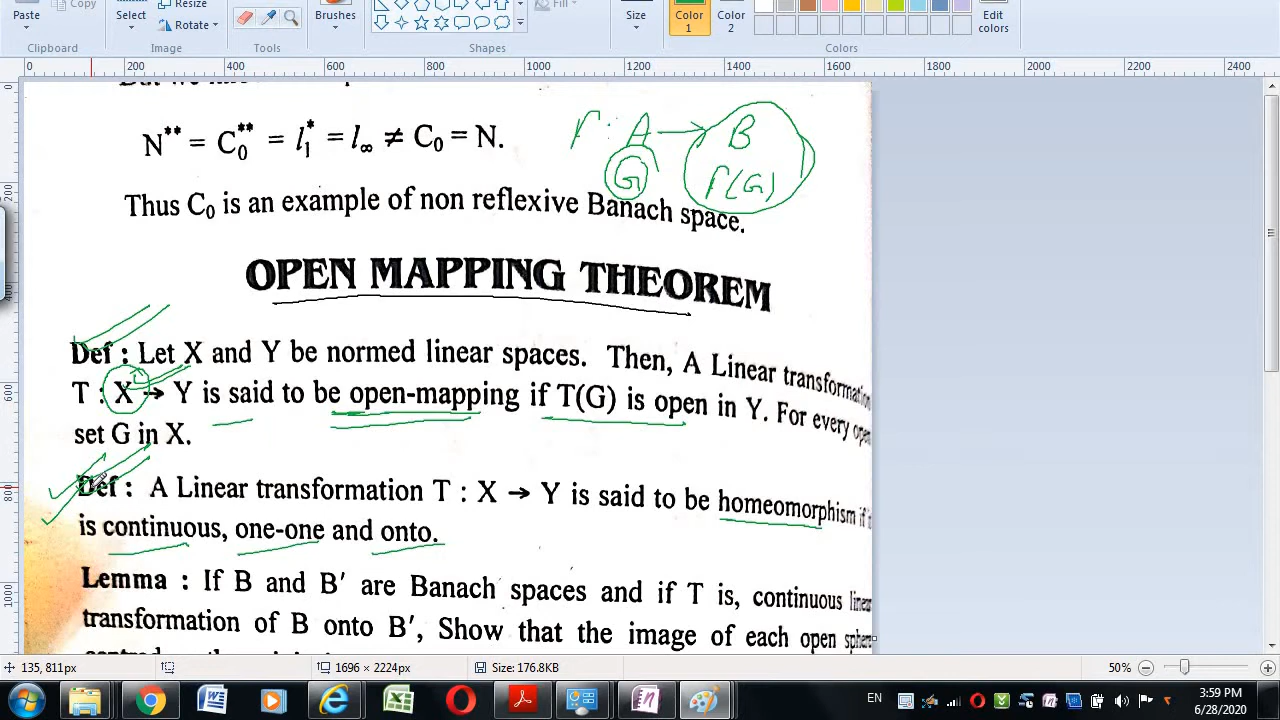 Paste
Select
Resize
Rotate
Brushes
Fill
Size
Color 1
Color 2
Edit colors
Clipboard
Image
Tools
Shapes
Colors
0 200 400 600 800 1000 1200 1400 1600 1800 2000 2200 2400
N** = C₀** = l₁* = l∞ ≠ C₀ = N.
r : A → B
G r(G)
Thus C₀ is an example of non reflexive Banach space.
OPEN MAPPING THEOREM
Def : Let X and Y be normed linear spaces. Then, A Linear transformation
T : X → Y is said to be open-mapping if T(G) is open in Y. For every open
set G in X.
Def : A Linear transformation T : X → Y is said to be homeomorphism if
is continuous, one-one and onto.
Lemma : If B and B′ are Banach spaces and if T is, continuous linear
transformation of B onto B′, Show that the image of each open sphere
135, 811px
1696 × 2224px
Size: 176.8KB
50%
EN
3:59 PM
6/28/2020